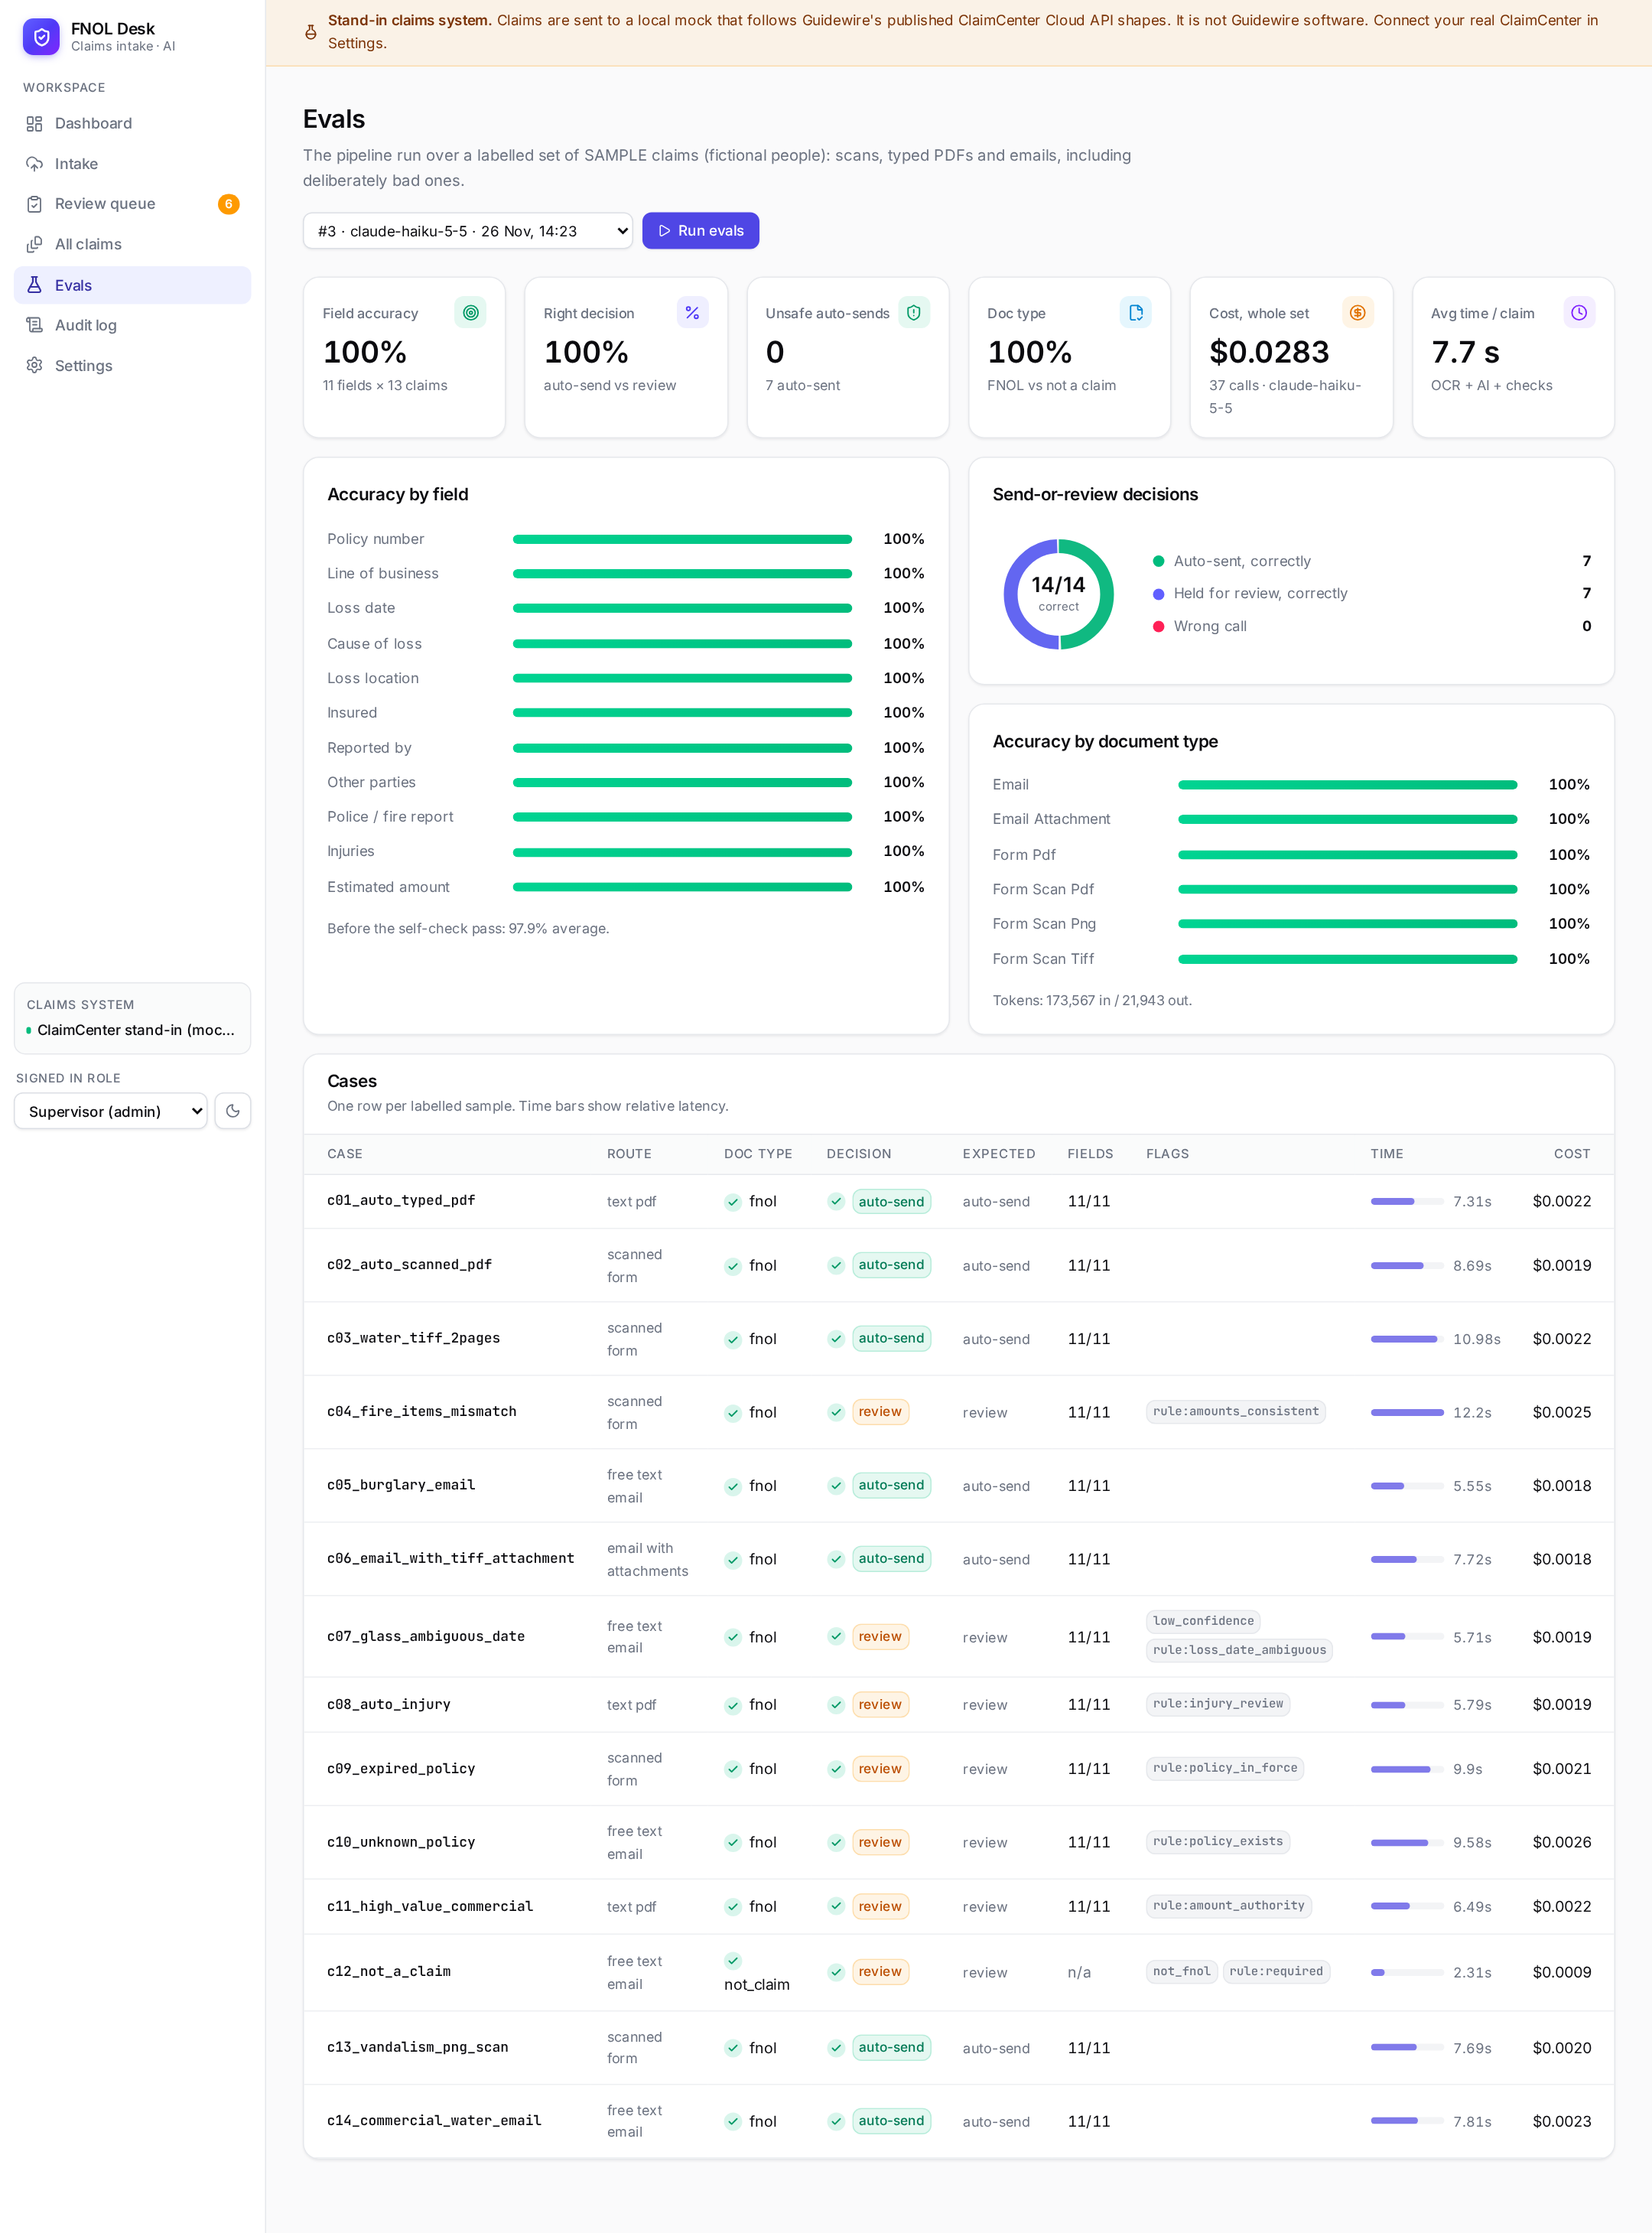 FNOL Desk
Claims intake · AI
WORKSPACE
Dashboard
Intake
Review queue
6
All claims
Evals
Audit log
Settings
CLAIMS SYSTEM
ClaimCenter stand-in (moc...
SIGNED IN ROLE
Supervisor (admin)
Stand-in claims system. Claims are sent to a local mock that follows Guidewire's published ClaimCenter Cloud API shapes. It is not Guidewire software. Connect your real ClaimCenter in
Settings.
Evals
The pipeline run over a labelled set of SAMPLE claims (fictional people): scans, typed PDFs and emails, including
deliberately bad ones.
#3 · claude-haiku-5-5 · 26 Nov, 14:23
Run evals
Field accuracy
100%
11 fields × 13 claims
Right decision
100%
auto-send vs review
Unsafe auto-sends
0
7 auto-sent
Doc type
100%
FNOL vs not a claim
Cost, whole set
$0.0283
37 calls · claude-haiku-
5-5
Avg time / claim
7.7 s
OCR + AI + checks
Accuracy by field
Policy number 100%
Line of business 100%
Loss date 100%
Cause of loss 100%
Loss location 100%
Insured 100%
Reported by 100%
Other parties 100%
Police / fire report 100%
Injuries 100%
Estimated amount 100%
Before the self-check pass: 97.9% average.
Send-or-review decisions
14/14
correct
Auto-sent, correctly 7
Held for review, correctly 7
Wrong call 0
Accuracy by document type
Email 100%
Email Attachment 100%
Form Pdf 100%
Form Scan Pdf 100%
Form Scan Png 100%
Form Scan Tiff 100%
Tokens: 173,567 in / 21,943 out.
Cases
One row per labelled sample. Time bars show relative latency.
CASE ROUTE DOC TYPE DECISION EXPECTED FIELDS FLAGS TIME COST
c01_auto_typed_pdf text pdf fnol auto-send auto-send 11/11 7.31s $0.0022
c02_auto_scanned_pdf scanned form fnol auto-send auto-send 11/11 8.69s $0.0019
c03_water_tiff_2pages scanned form fnol auto-send auto-send 11/11 10.98s $0.0022
c04_fire_items_mismatch scanned form fnol review review 11/11 rule:amounts_consistent 12.2s $0.0025
c05_burglary_email free text email fnol auto-send auto-send 11/11 5.55s $0.0018
c06_email_with_tiff_attachment email with attachments fnol auto-send auto-send 11/11 7.72s $0.0018
c07_glass_ambiguous_date free text email fnol review review 11/11 low_confidence rule:loss_date_ambiguous 5.71s $0.0019
c08_auto_injury text pdf fnol review review 11/11 rule:injury_review 5.79s $0.0019
c09_expired_policy scanned form fnol review review 11/11 rule:policy_in_force 9.9s $0.0021
c10_unknown_policy free text email fnol review review 11/11 rule:policy_exists 9.58s $0.0026
c11_high_value_commercial text pdf fnol review review 11/11 rule:amount_authority 6.49s $0.0022
c12_not_a_claim free text email not_claim review review n/a not_fnol rule:required 2.31s $0.0009
c13_vandalism_png_scan scanned form fnol auto-send auto-send 11/11 7.69s $0.0020
c14_commercial_water_email free text email fnol auto-send auto-send 11/11 7.81s $0.0023